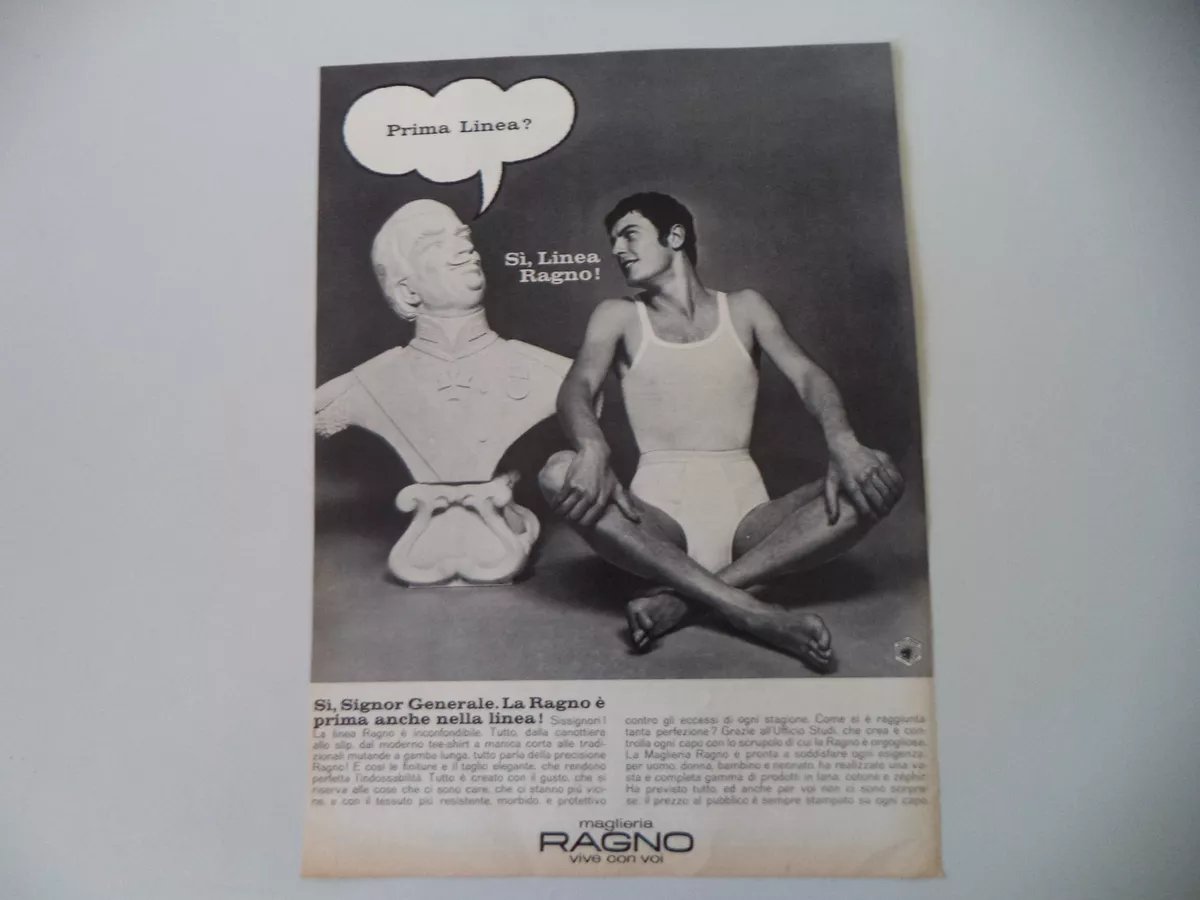 Prima Linea?
Sì, Linea
Ragno!
Sì, Signor Generale. La Ragno è
prima anche nella linea! Sissignori!
La linea Ragno è inconfondibile. Tutto, dalla canottiera
allo slip, dal moderno tee-shirt a manica corta alle tradi-
zionali mutande a gamba lunga, tutto parla della precisione
Ragno! E così le finiture e il taglio elegante, che rendono
perfetta l'indossabilità. Tutto è creato con il gusto, che si
riserva alle cose che ci sono care, che ci stanno più vici-
ne, e con il tessuto più resistente, morbido, e protettivo
contro gli eccessi di ogni stagione. Come si è raggiunta
tanta perfezione? Grazie all'Ufficio Studi, che crea e con-
trolla ogni capo con lo scrupolo di cui la Ragno è orgogliosa.
La Maglieria Ragno è pronta a soddisfare ogni esigenza,
per uomo, donna, bambino e neonato, ha realizzato una va-
sta e completa gamma di prodotti in lana, cotone e zéphir.
Ha previsto tutto, ed anche per voi non ci sono sorpre-
se: il prezzo al pubblico è sempre stampato su ogni capo.
maglieria
RAGNO
vive con voi